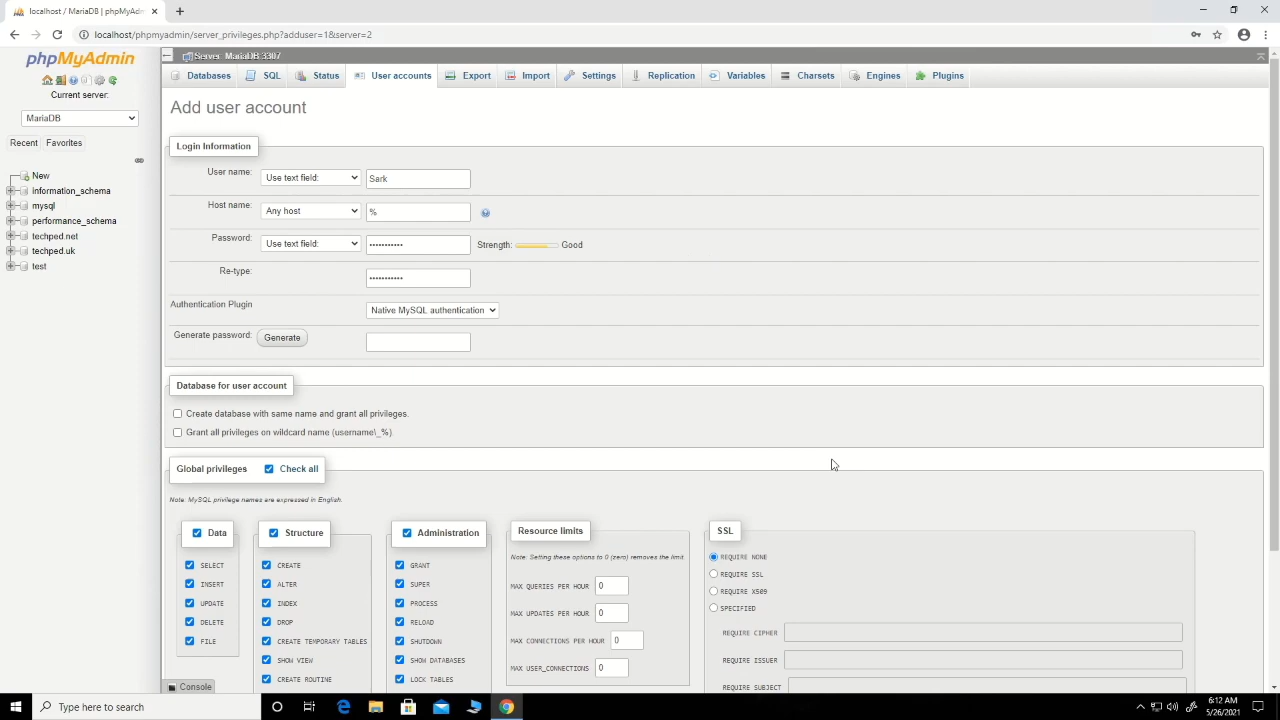 localhost / MariaDB | phpMyAdm
localhost/phpmyadmin/server_privileges.php?adduser=1&server=2
phpMyAdmin
Current server:
MariaDB
Recent Favorites
New
information_schema
mysql
performance_schema
techped.net
techped.uk
test
Server: MariaDB 3307
Databases SQL Status User accounts Export Import Settings Replication Variables Charsets Engines Plugins
Add user account
Login Information
User name: Use text field: Sark
Host name: Any host %
Password: Use text field: ••••••••••• Strength: Good
Re-type: •••••••••••
Authentication Plugin Native MySQL authentication
Generate password: Generate
Database for user account
Create database with same name and grant all privileges.
Grant all privileges on wildcard name (username\_%).
Global privileges Check all
Note: MySQL privilege names are expressed in English.
Data
SELECT
INSERT
UPDATE
DELETE
FILE
Structure
CREATE
ALTER
INDEX
DROP
CREATE TEMPORARY TABLES
SHOW VIEW
CREATE ROUTINE
Administration
GRANT
SUPER
PROCESS
RELOAD
SHUTDOWN
SHOW DATABASES
LOCK TABLES
Resource limits
Note: Setting these options to 0 (zero) removes the limit.
MAX QUERIES PER HOUR 0
MAX UPDATES PER HOUR 0
MAX CONNECTIONS PER HOUR 0
MAX USER_CONNECTIONS 0
SSL
REQUIRE NONE
REQUIRE SSL
REQUIRE X509
SPECIFIED
REQUIRE CIPHER
REQUIRE ISSUER
REQUIRE SUBJECT
Console
Type here to search
6:12 AM
5/26/2021